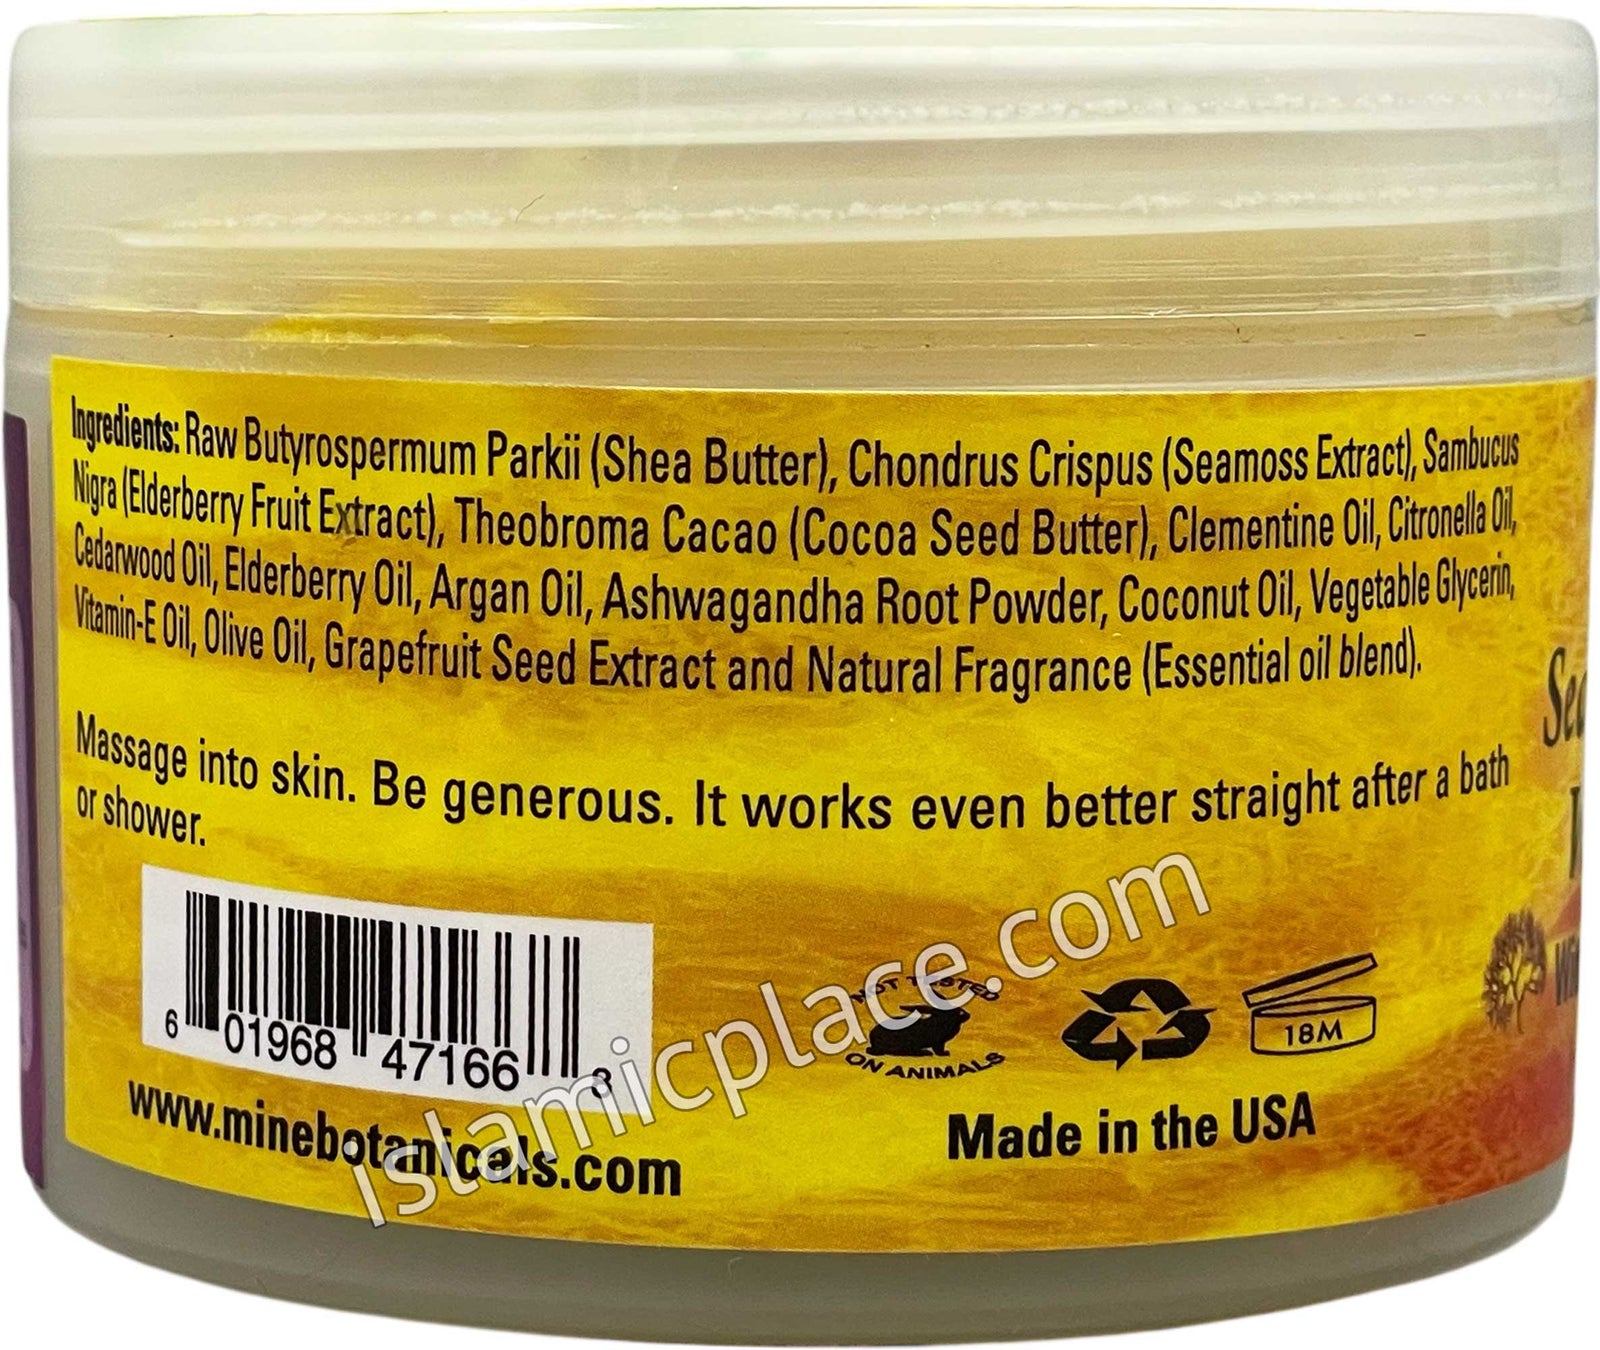 Ingredients: Raw Butyrospermum Parkii (Shea Butter), Chondrus Crispus (Seamoss Extract), Sambucus
Nigra (Elderberry Fruit Extract), Theobroma Cacao (Cocoa Seed Butter), Clementine Oil, Citronella Oil,
Cedarwood Oil, Elderberry Oil, Argan Oil, Ashwagandha Root Powder, Coconut Oil, Vegetable Glycerin,
Vitamin-E Oil, Olive Oil, Grapefruit Seed Extract and Natural Fragrance (Essential oil blend).
Massage into skin. Be generous. It works even better straight after a bath
or shower.
6 01968 47166 8
www.minebotanicals.com
NOT TESTED
ON ANIMALS
18M
Made in the USA
islamicplace.com